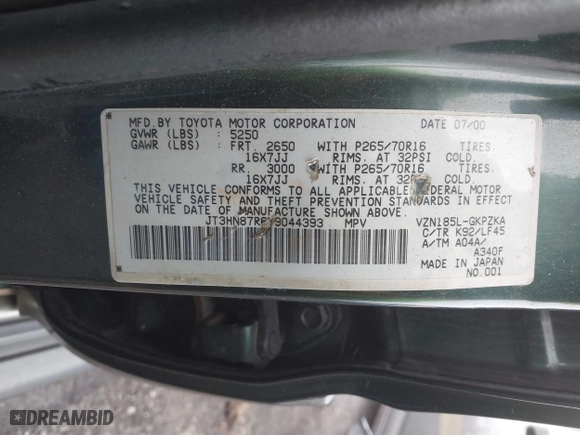 MFD.BY TOYOTA MOTOR CORPORATION DATE 07/00
GVWR (LBS) : 5250
GAWR (LBS) : FRT. 2650 WITH P265/70R16 TIRES.
16X7JJ RIMS. AT 32PSI COLD.
RR. 3000 WITH P265/70R16 TIRES.
16X7JJ RIMS. AT COLD.
THIS VEHICLE CONFORMS TO ALL APPLICABLE FEDERAL MOTOR
VEHICLE SAFETY AND THEFT PREVENTION STANDARDS IN EFFECT
ON THE DATE OF MANUFACTURE SHOWN ABOVE.
MPV VZN185L-GKPZKA
C/TR K92/LF45
A/TM A04A/
A340F
MADE IN JAPAN
NO.001
DREAMBID